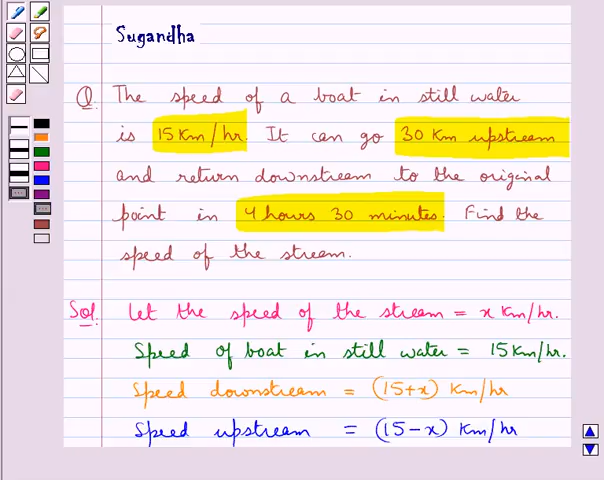 Sugandha
Q. The speed of a boat in still water
is 15 Km/hr. It can go 30 Km upstream
and return downstream to the original
point in 4 hours 30 minutes. Find the
speed of the stream.
Sol. Let the speed of the stream = x Km/hr.
Speed of boat in still water = 15 Km/hr.
Speed downstream = (15+x) Km/hr
Speed upstream = (15-x) Km/hr